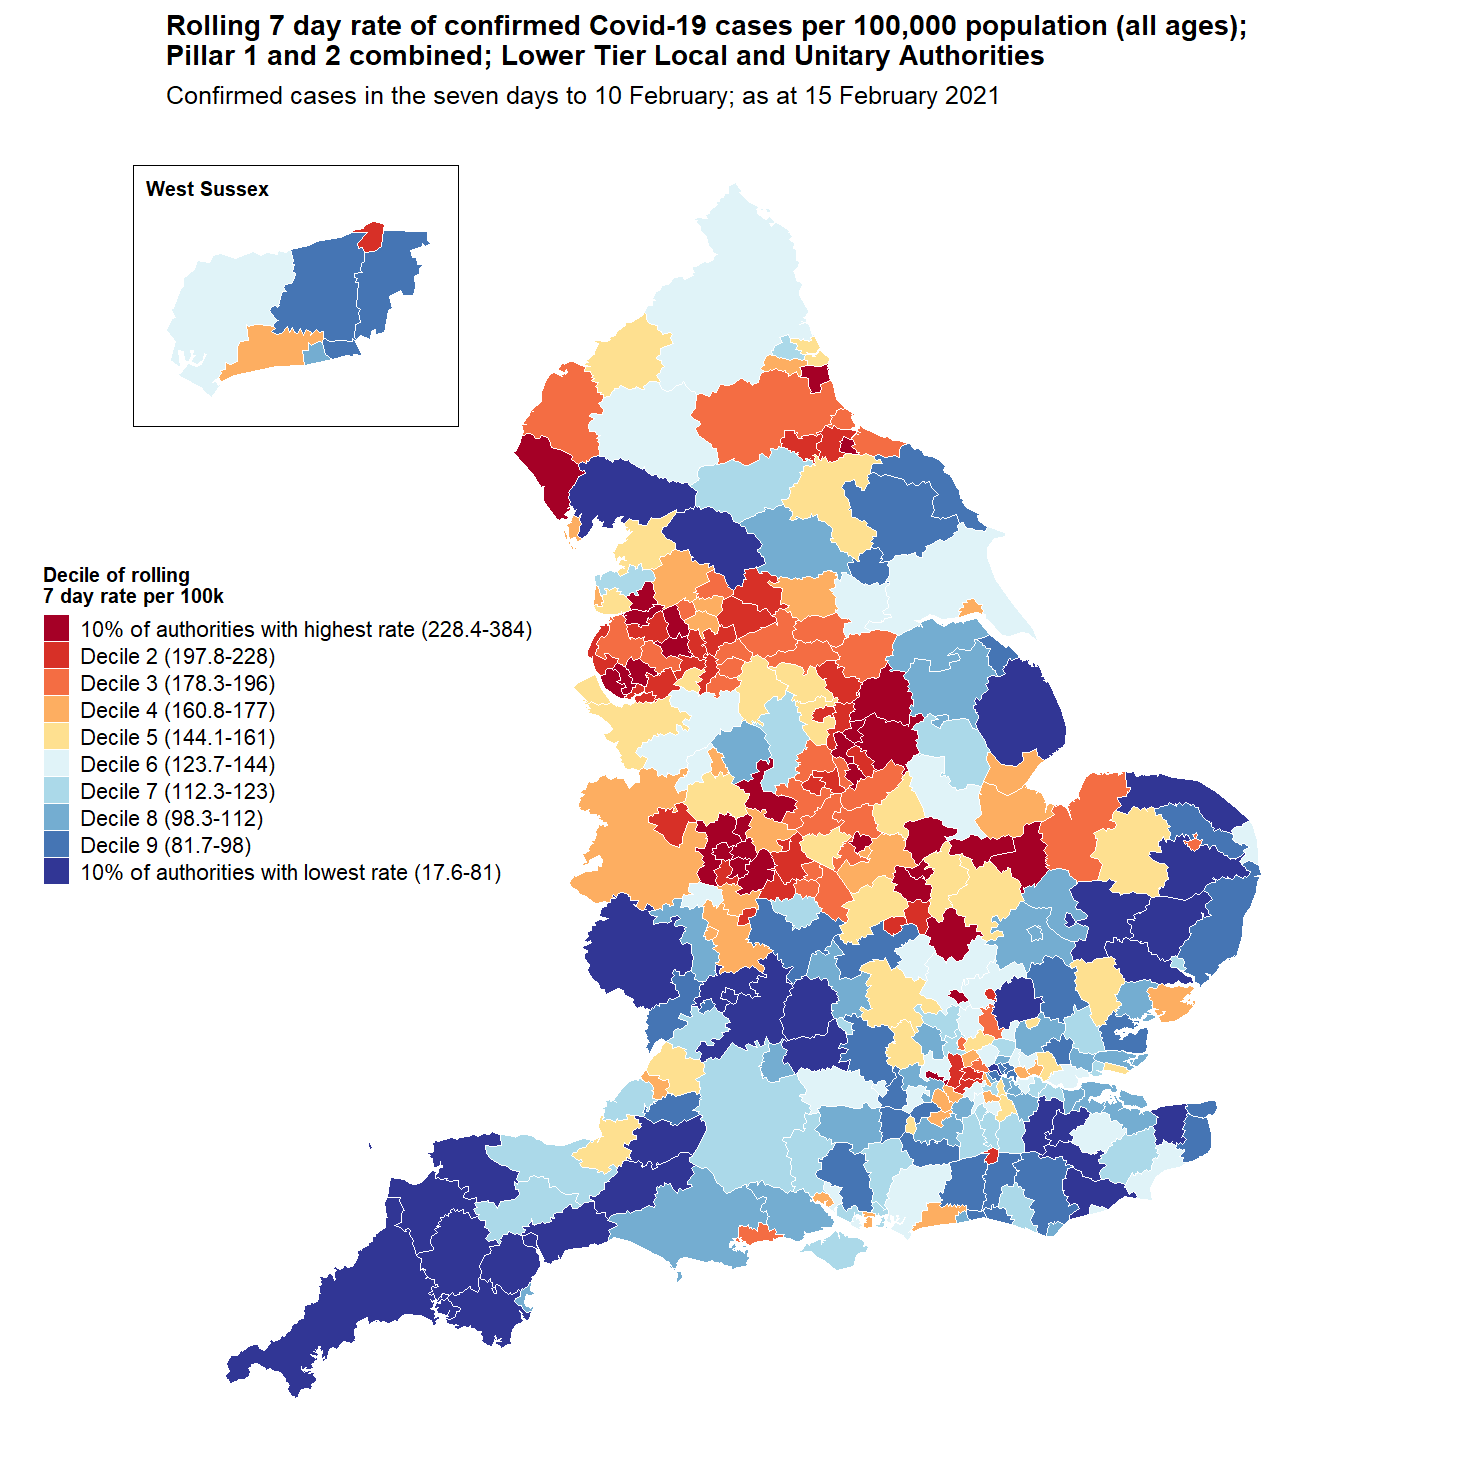 Rolling 7 day rate of confirmed Covid-19 cases per 100,000 population (all ages);
Pillar 1 and 2 combined; Lower Tier Local and Unitary Authorities
Confirmed cases in the seven days to 10 February; as at 15 February 2021
West Sussex
Decile of rolling
7 day rate per 100k
10% of authorities with highest rate (228.4-384)
Decile 2 (197.8-228)
Decile 3 (178.3-196)
Decile 4 (160.8-177)
Decile 5 (144.1-161)
Decile 6 (123.7-144)
Decile 7 (112.3-123)
Decile 8 (98.3-112)
Decile 9 (81.7-98)
10% of authorities with lowest rate (17.6-81)